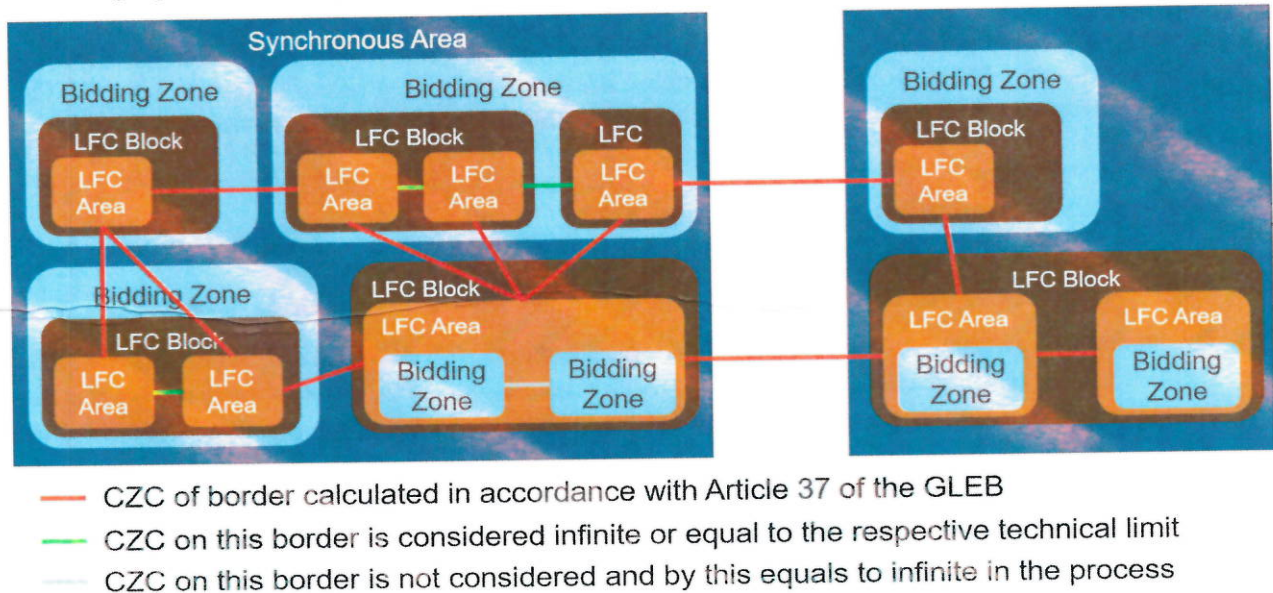 Synchronous Area
Bidding Zone
LFC Block
LFC
Area
Bidding Zone
LFC Block
LFC
Area
LFC
Area
LFC
LFC
Area
Bidding Zone
LFC Block
LFC
Area
Bidding Zone
LFC Block
LFC
Area
LFC
Area
LFC Block
LFC Area
Bidding
Zone
Bidding
Zone
LFC Block
LFC Area
Bidding
Zone
LFC Area
Bidding
Zone
CZC of border calculated in accordance with Article 37 of the GLEB
CZC on this border is considered infinite or equal to the respective technical limit
CZC on this border is not considered and by this equals to infinite in the process